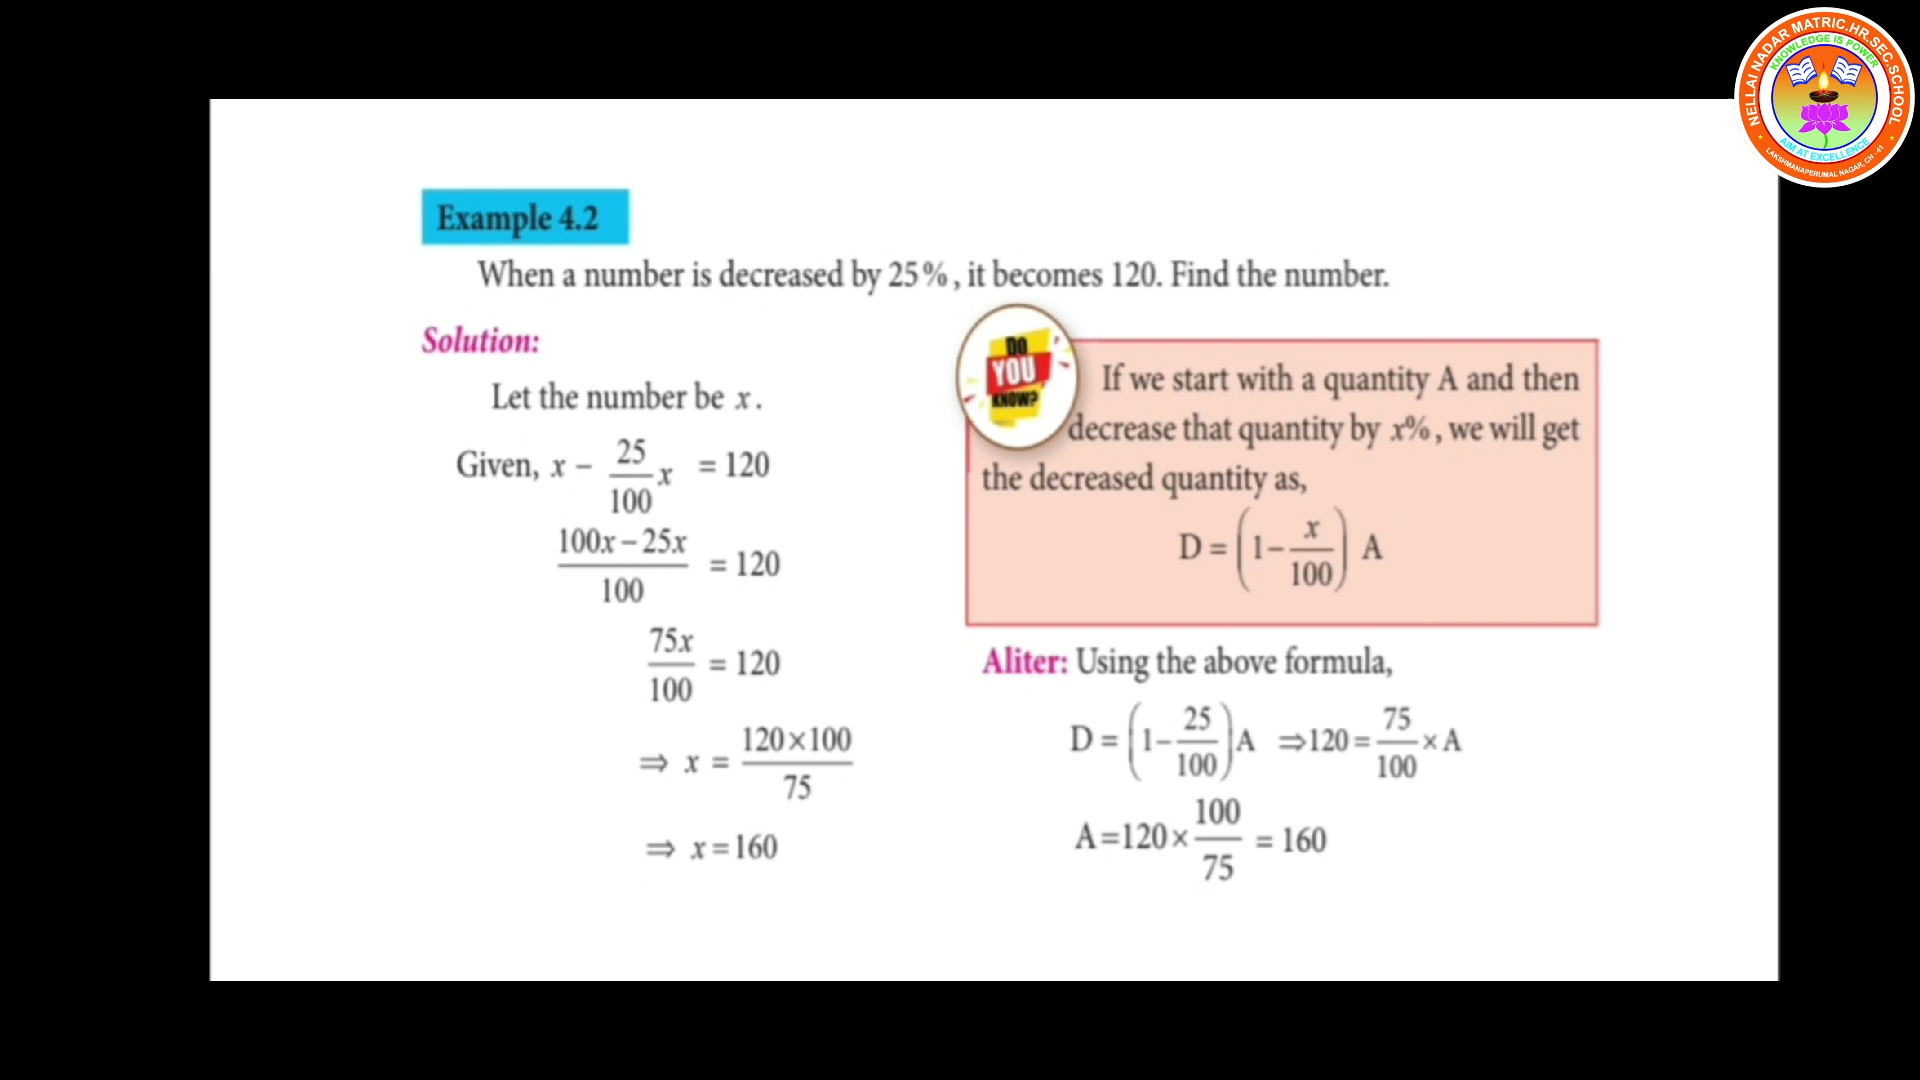 NELLAI NADAR MATRIC.HR.SEC.SCHOOL
KNOWLEDGE IS POWER
AIM AT EXCELLENCE
LAKSHMANAPERUMAL NAGAR, CH - 41
Example 4.2
When a number is decreased by 25%, it becomes 120. Find the number.
Solution:
Let the number be x.
Given, x − 25/100 x = 120
(100x − 25x)/100 = 120
75x/100 = 120
⇒ x = (120×100)/75
⇒ x = 160
DO
YOU
KNOW?
If we start with a quantity A and then
decrease that quantity by x%, we will get
the decreased quantity as,
D = (1 − x/100) A
Aliter: Using the above formula,
D = (1 − 25/100) A ⇒ 120 = 75/100 × A
A = 120 × 100/75 = 160